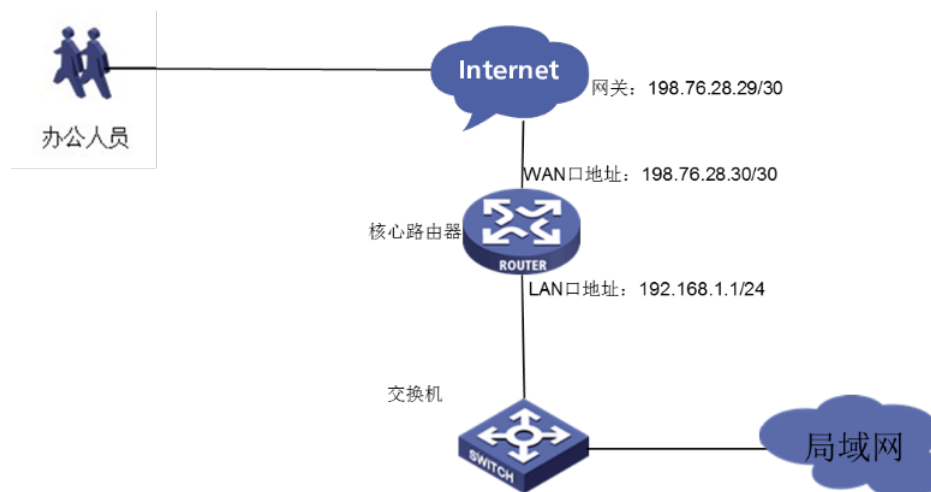 Internet
网关：198.76.28.29/30
办公人员
WAN口地址：198.76.28.30/30
核心路由器
ROUTER
LAN口地址：192.168.1.1/24
交换机
SWITCH
局域网